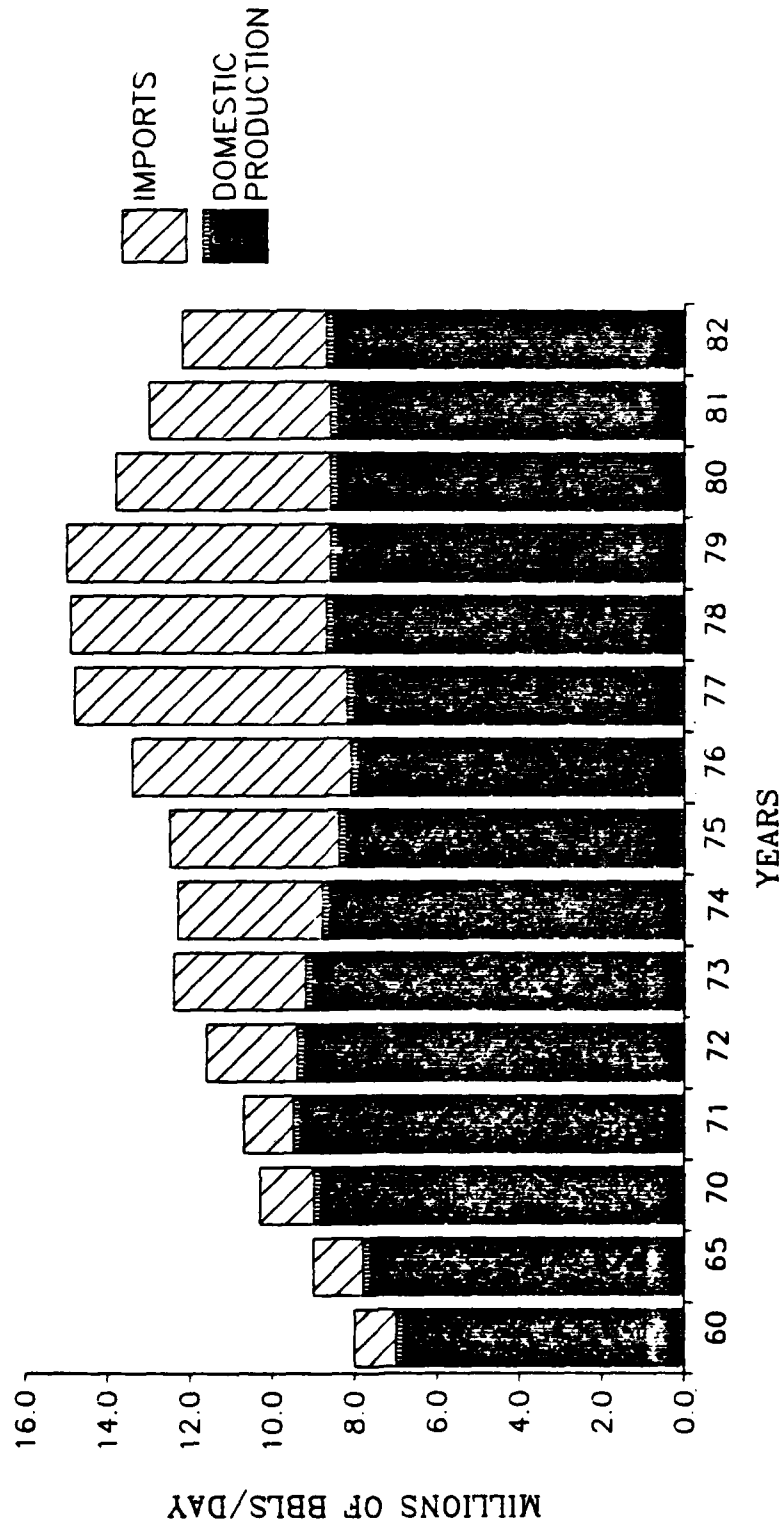 MILLIONS OF BBLS/DAY
16.0
14.0
12.0
10.0
8.0
6.0
4.0
2.0
0.0
60 65 70 71 72 73 74 75 76 77 78 79 80 81 82
YEARS
IMPORTS
DOMESTIC
PRODUCTION